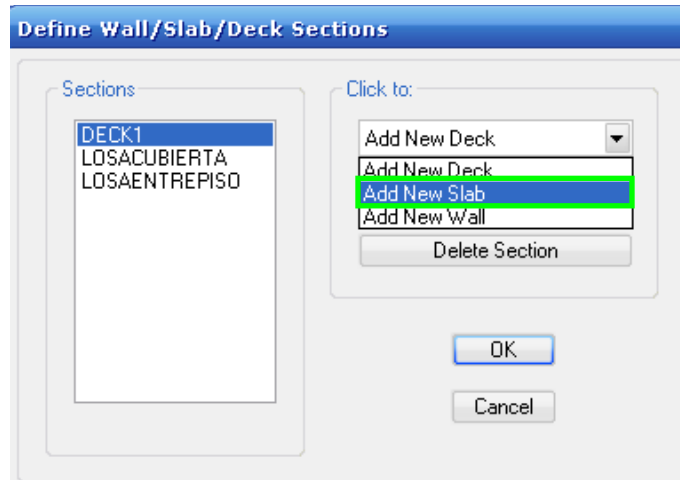 Define Wall/Slab/Deck Sections
Sections
DECK1
LOSACUBIERTA
LOSAENTREPISO
Click to:
Add New Deck
Add New Deck
Add New Slab
Add New Wall
Delete Section
OK
Cancel